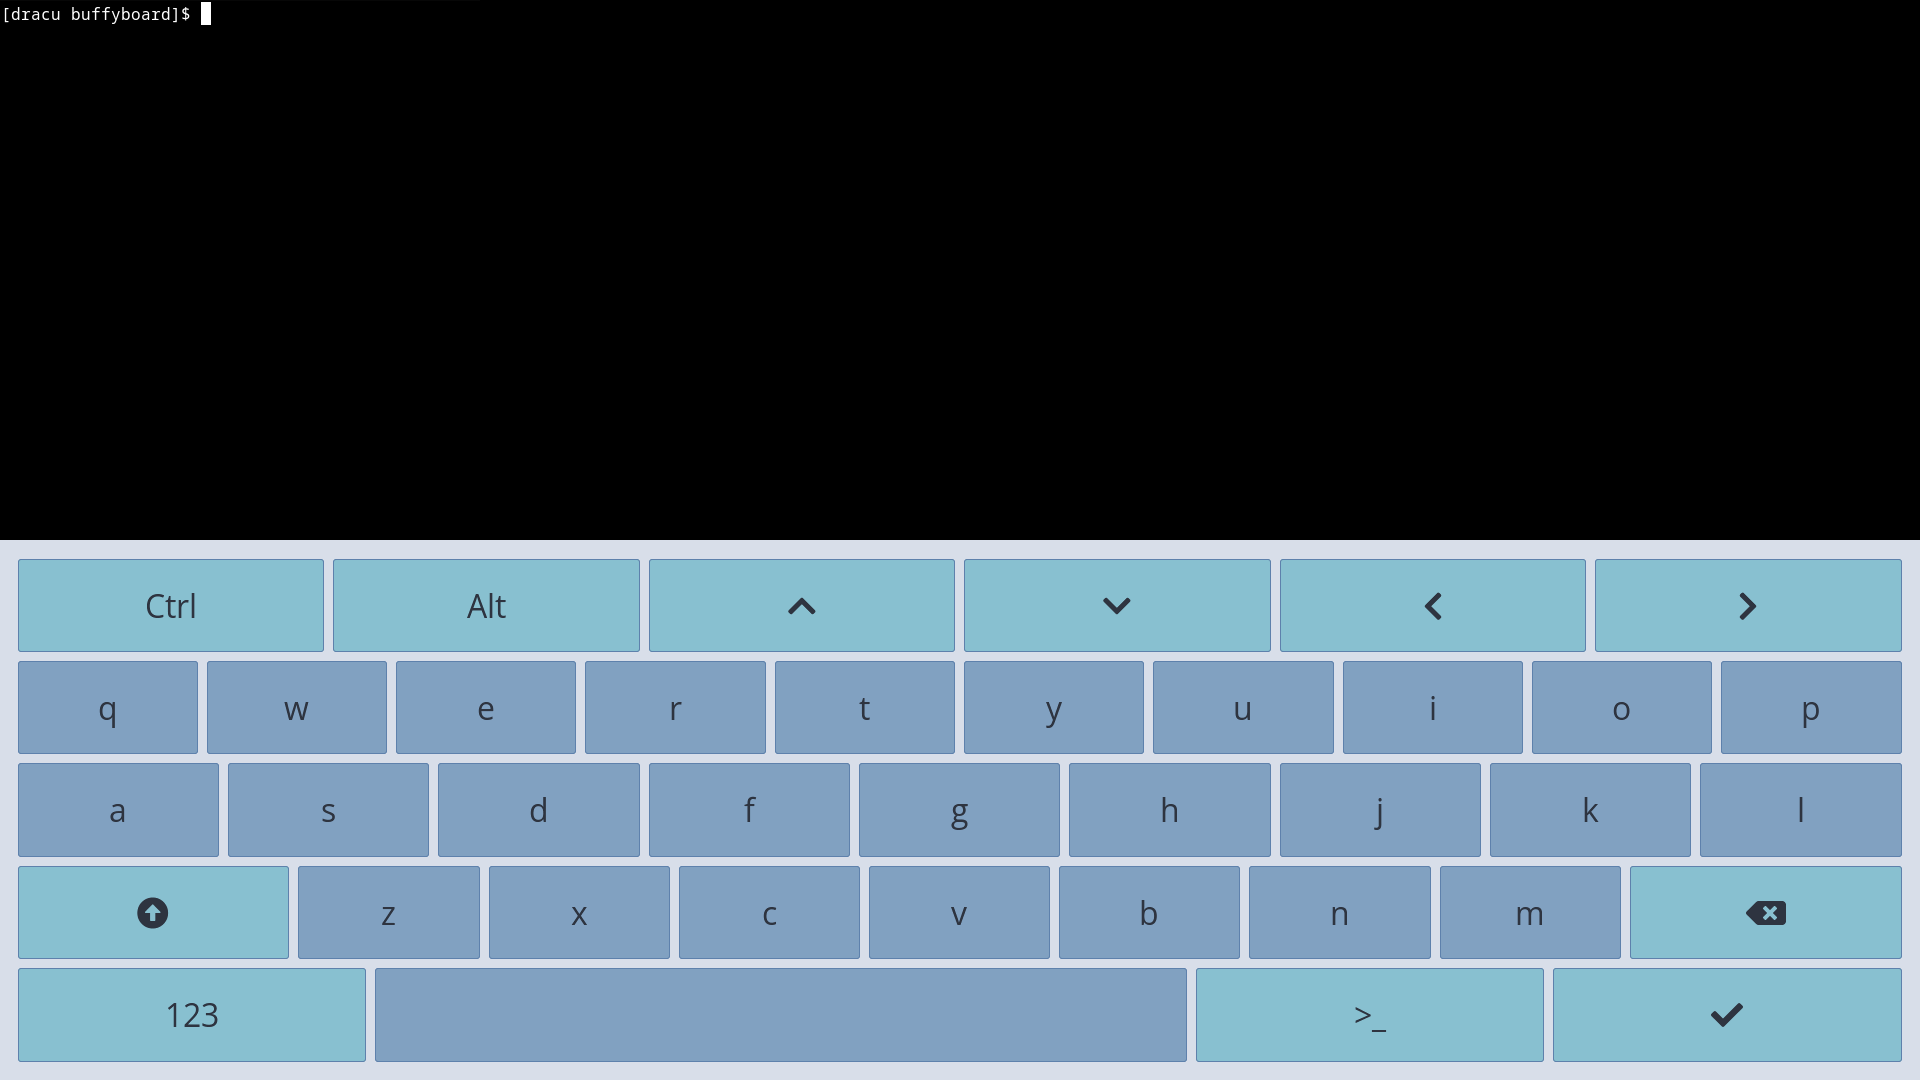 [dracu buffyboard]$
Ctrl Alt
q w e r t y u i o p
a s d f g h j k l
z x c v b n m
123 >_